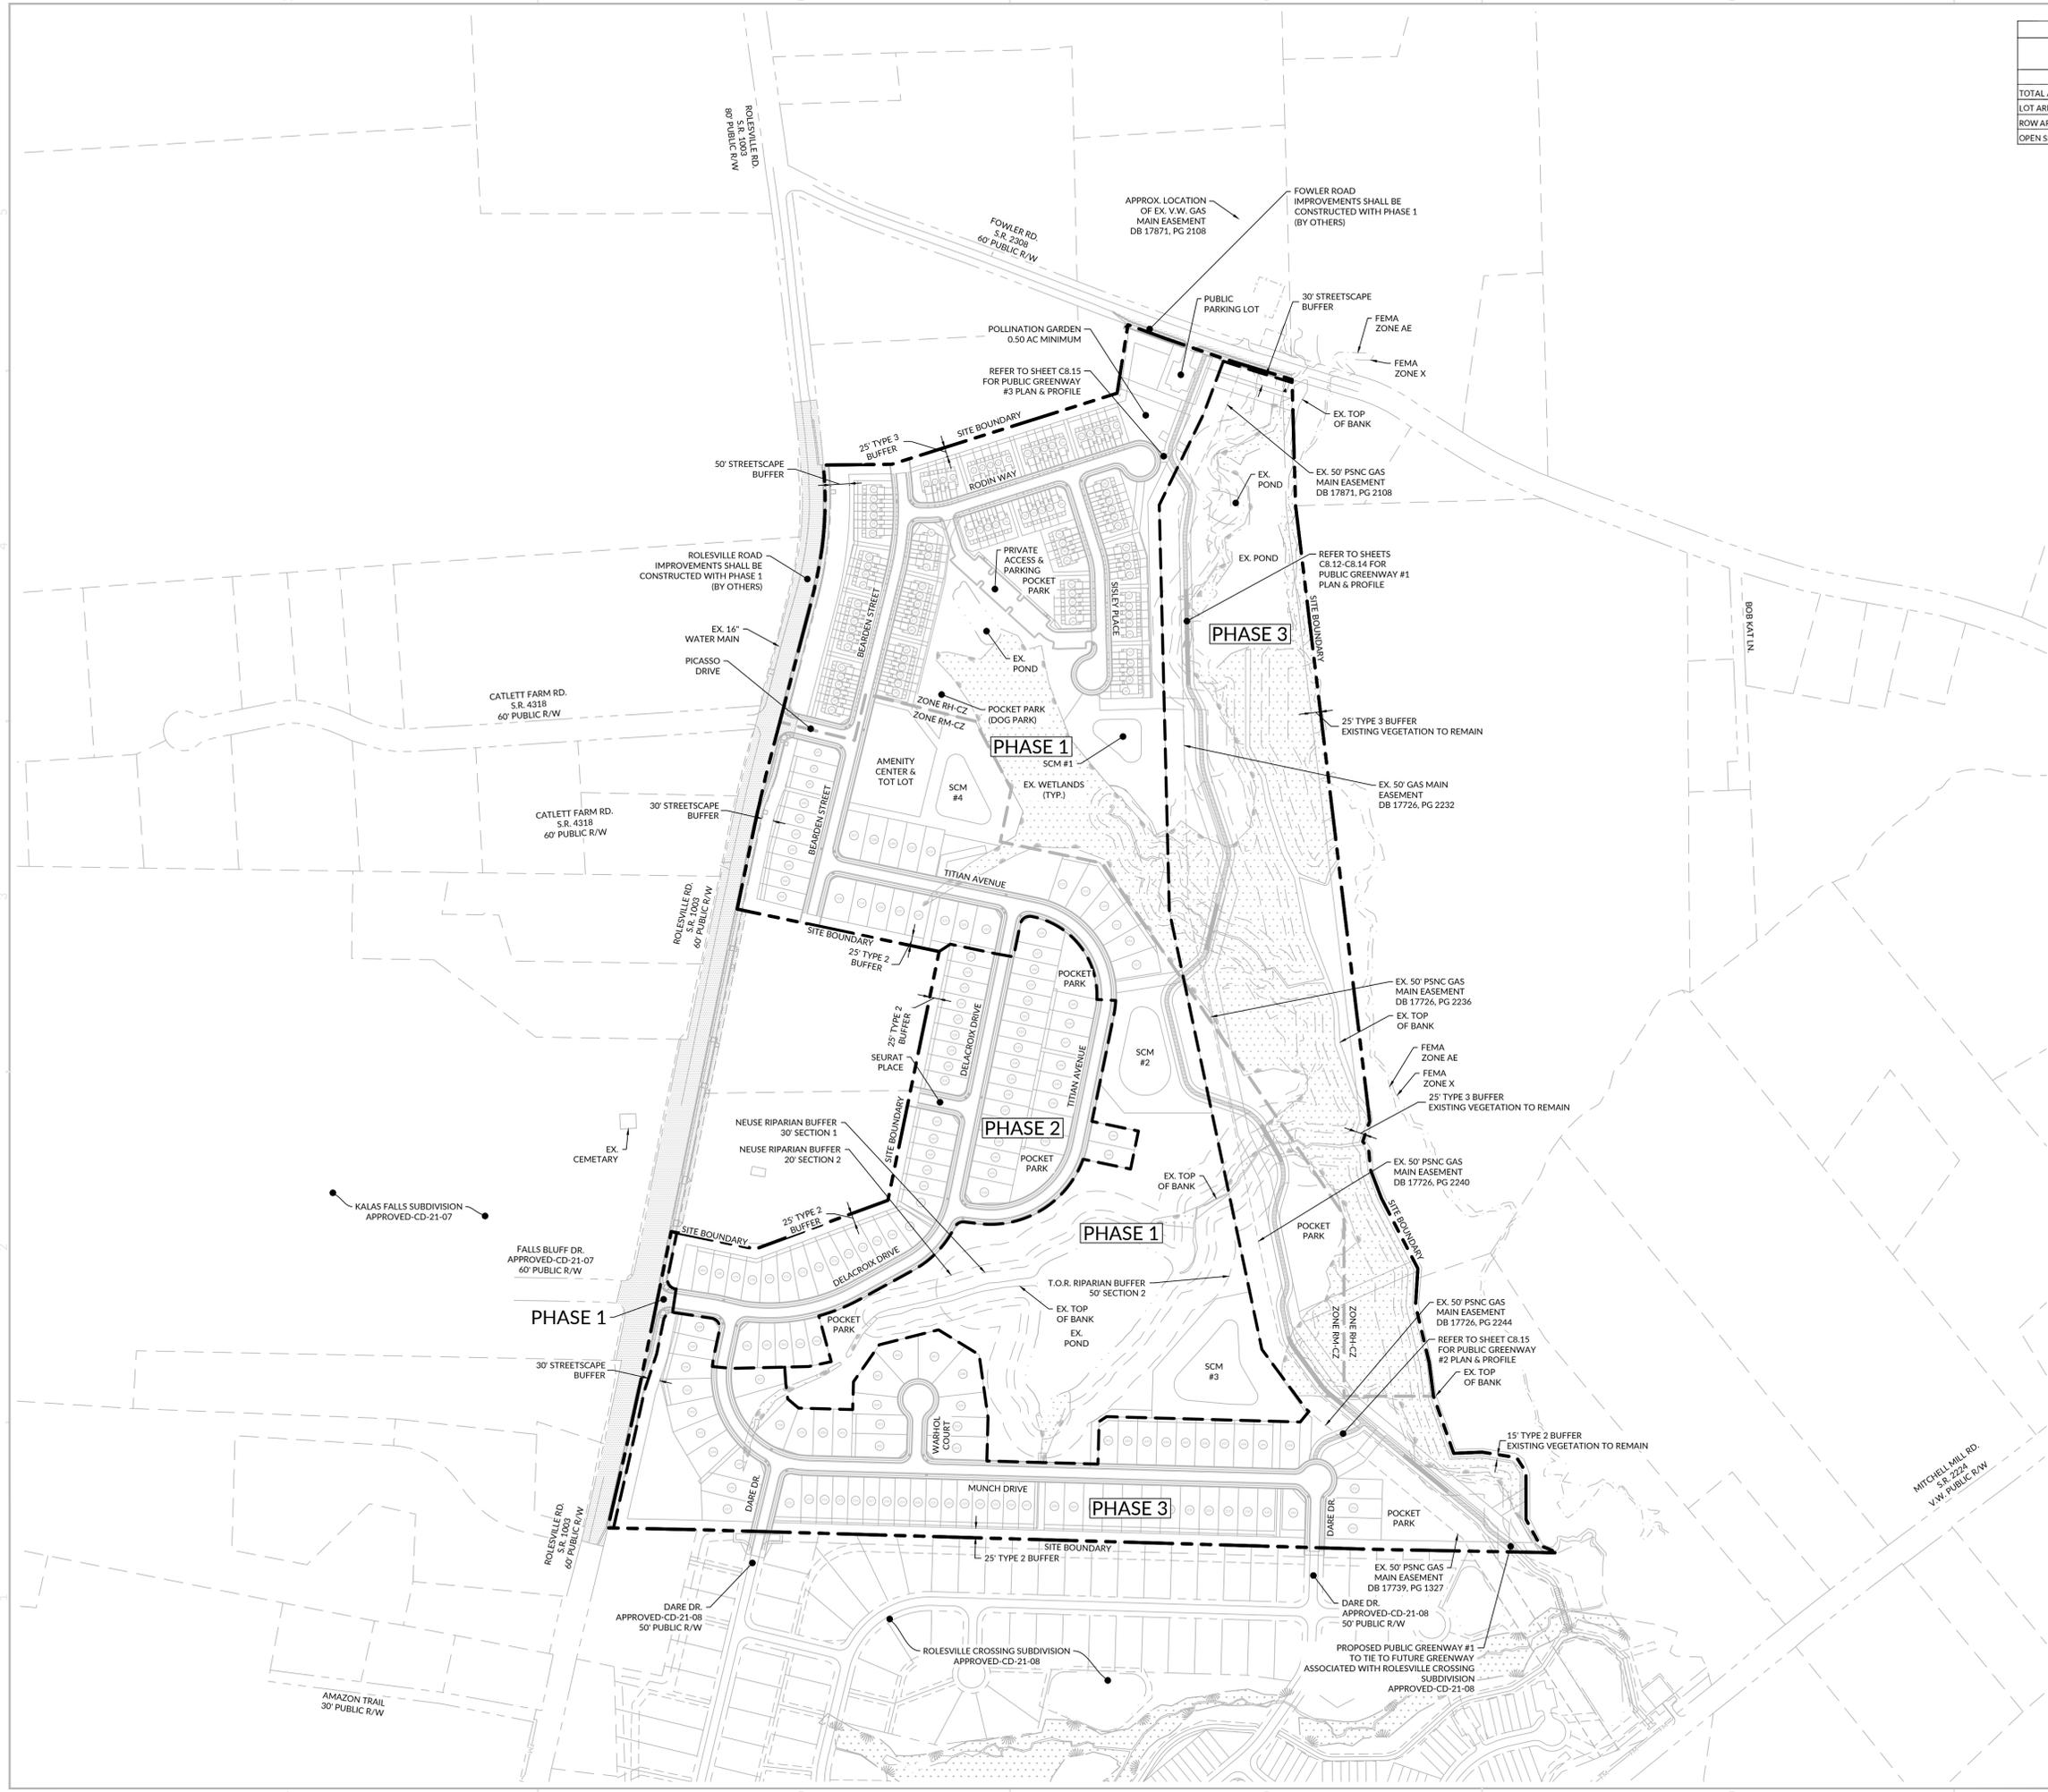 ROLESVILLE RD.
S.R. 1003
80' PUBLIC R/W
TOTAL
LOT
ROW
OPEN
FOWLER RD.
S.R. 2308
60' PUBLIC R/W
APPROX. LOCATION
OF EX. V.W. GAS
MAIN EASEMENT
DB 17871, PG 2108
FOWLER ROAD
IMPROVEMENTS SHALL BE
CONSTRUCTED WITH PHASE 1
(BY OTHERS)
PUBLIC
PARKING LOT
30' STREETSCAPE
BUFFER
FEMA
ZONE AE
FEMA
ZONE X
POLLINATION GARDEN
0.50 AC MINIMUM
REFER TO SHEET C8.15
FOR PUBLIC GREENWAY
#3 PLAN & PROFILE
EX. TOP
OF BANK
SITE BOUNDARY
25' TYPE 3
BUFFER
50' STREETSCAPE
BUFFER
RODIN WAY
EX.
POND
EX. 50' PSNC GAS
MAIN EASEMENT
DB 17871, PG 2108
ROLESVILLE ROAD
IMPROVEMENTS SHALL BE
CONSTRUCTED WITH PHASE 1
(BY OTHERS)
PRIVATE
ACCESS &
PARKING
POCKET
PARK
EX. POND
REFER TO SHEETS
C8.12-C8.14 FOR
PUBLIC GREENWAY #1
PLAN & PROFILE
BEARDEN STREET
SISLEY PLACE
SITE BOUNDARY
BOB KAT LN.
EX. 16"
WATER MAIN
PHASE 3
PICASSO
DRIVE
EX.
POND
CATLETT FARM RD.
S.R. 4318
60' PUBLIC R/W
ZONE RH-CZ
ZONE RM-CZ
POCKET PARK
(DOG PARK)
25' TYPE 3 BUFFER
EXISTING VEGETATION TO REMAIN
PHASE 1
SCM #1
AMENITY
CENTER &
TOT LOT
SCM
#4
EX. WETLANDS
(TYP.)
EX. 50' GAS MAIN
EASEMENT
DB 17726, PG 2232
30' STREETSCAPE
BUFFER
BEARDEN STREET
CATLETT FARM RD.
S.R. 4318
60' PUBLIC R/W
TITIAN AVENUE
ROLESVILLE RD.
S.R. 1003
60' PUBLIC R/W
SITE BOUNDARY
25' TYPE 2
BUFFER
POCKET
PARK
EX. 50' PSNC GAS
MAIN EASEMENT
DB 17726, PG 2236
EX. TOP
OF BANK
25' TYPE 2
BUFFER
DELACROIX DRIVE
SEURAT
PLACE
TITIAN AVENUE
SCM
#2
FEMA
ZONE AE
FEMA
ZONE X
25' TYPE 3 BUFFER
EXISTING VEGETATION TO REMAIN
NEUSE RIPARIAN BUFFER
30' SECTION 1
SITE BOUNDARY
PHASE 2
EX.
CEMETARY
NEUSE RIPARIAN BUFFER
20' SECTION 2
POCKET
PARK
EX. TOP
OF BANK
EX. 50' PSNC GAS
MAIN EASEMENT
DB 17726, PG 2240
KALAS FALLS SUBDIVISION
APPROVED-CD-21-07
25' TYPE 2
BUFFER
SITE BOUNDARY
PHASE 1
POCKET
PARK
SITE BOUNDARY
FALLS BLUFF DR.
APPROVED-CD-21-07
60' PUBLIC R/W
DELACROIX DRIVE
T.O.R. RIPARIAN BUFFER
50' SECTION 2
PHASE 1
POCKET
PARK
EX. TOP
OF BANK
EX.
POND
ZONE RM-CZ
ZONE RH-CZ
EX. 50' PSNC GAS
MAIN EASEMENT
DB 17726, PG 2244
REFER TO SHEET C8.15
FOR PUBLIC GREENWAY
#2 PLAN & PROFILE
30' STREETSCAPE
BUFFER
SCM
#3
EX. TOP
OF BANK
WARHOL
COURT
15' TYPE 2 BUFFER
EXISTING VEGETATION TO REMAIN
MITCHELL MILL RD.
S.R. 2224
V.W. PUBLIC R/W
DARE DR.
MUNCH DRIVE
PHASE 3
DARE DR.
POCKET
PARK
ROLESVILLE RD.
S.R. 1003
60' PUBLIC R/W
SITE BOUNDARY
25' TYPE 2 BUFFER
EX. 50' PSNC GAS
MAIN EASEMENT
DB 17739, PG 1327
DARE DR.
APPROVED-CD-21-08
50' PUBLIC R/W
DARE DR.
APPROVED-CD-21-08
50' PUBLIC R/W
ROLESVILLE CROSSING SUBDIVISION
APPROVED-CD-21-08
PROPOSED PUBLIC GREENWAY #1
TO TIE TO FUTURE GREENWAY
ASSOCIATED WITH ROLESVILLE CROSSING
SUBDIVISION
APPROVED-CD-21-08
AMAZON TRAIL
30' PUBLIC R/W